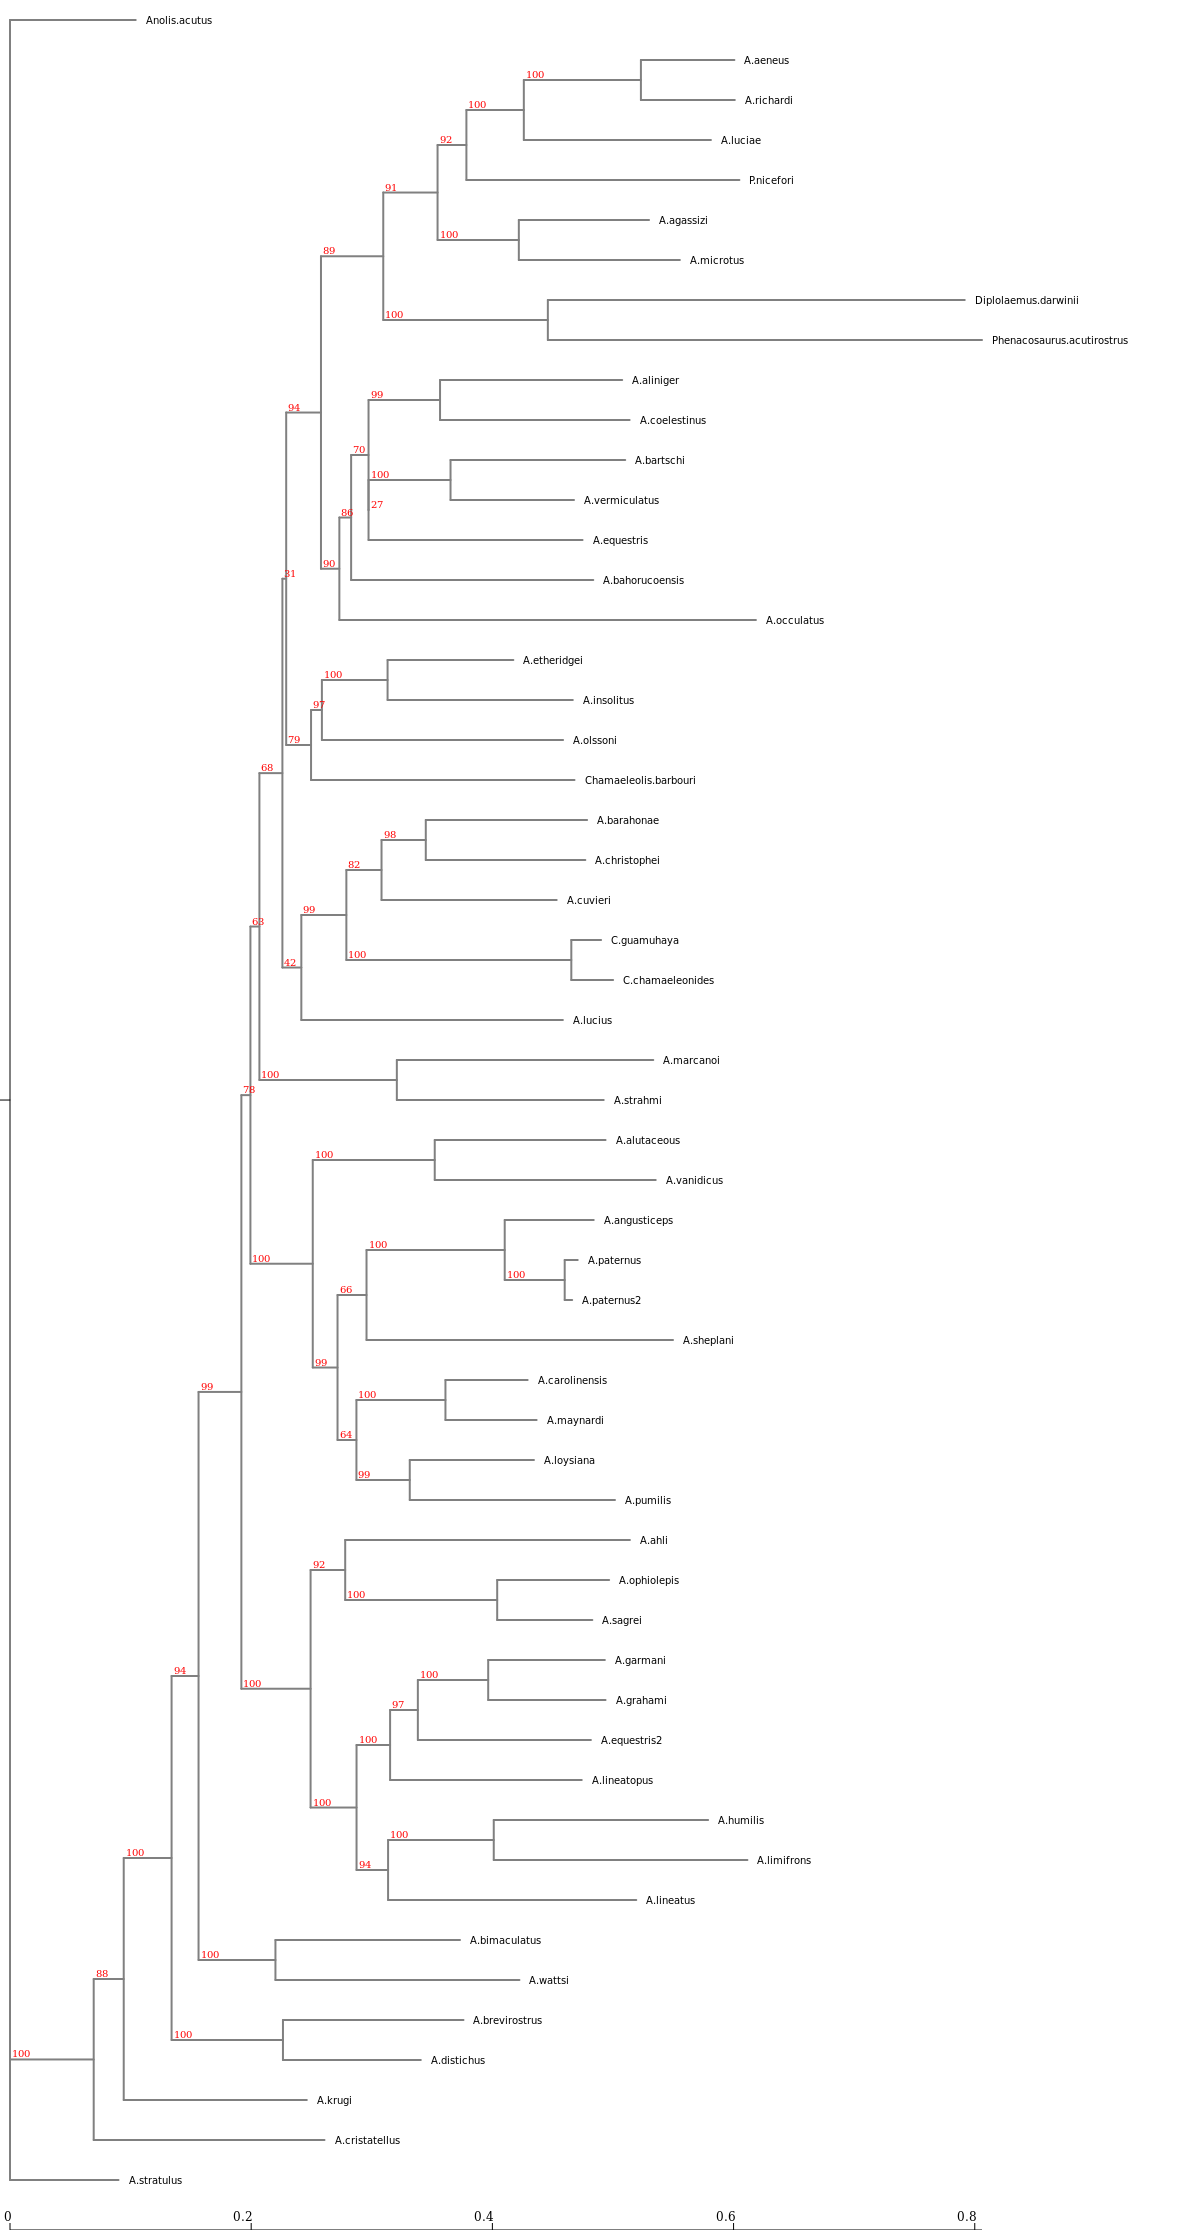 Anolis.acutus
A.aeneus
100
A.richardi
100
A.luciae
92
P.nicefori
91
A.agassizi
100
A.microtus
89
Diplolaemus.darwinii
100
Phenacosaurus.acutirostrus
A.aliniger
99
94
A.coelestinus
70
A.bartschi
100
A.vermiculatus
27
86
A.equestris
90
31
A.bahorucoensis
A.occulatus
A.etheridgei
100
A.insolitus
97
A.olssoni
79
68
Chamaeleolis.barbouri
A.barahonae
98
A.christophei
82
A.cuvieri
99
63
C.guamuhaya
100
42
C.chamaeleonides
A.lucius
A.marcanoi
100
78
A.strahmi
A.alutaceous
100
A.vanidicus
A.angusticeps
100
100
A.paternus
100
66
A.paternus2
A.sheplani
99
99
A.carolinensis
100
A.maynardi
64
A.loysiana
99
A.pumilis
A.ahli
92
A.ophiolepis
100
A.sagrei
A.garmani
94
100
100
A.grahami
97
A.equestris2
100
A.lineatopus
100
A.humilis
100
100
A.limifrons
94
A.lineatus
A.bimaculatus
100
88
A.wattsi
A.brevirostrus
100
100
A.distichus
A.krugi
A.cristatellus
A.stratulus
0 0.2 0.4 0.6 0.8